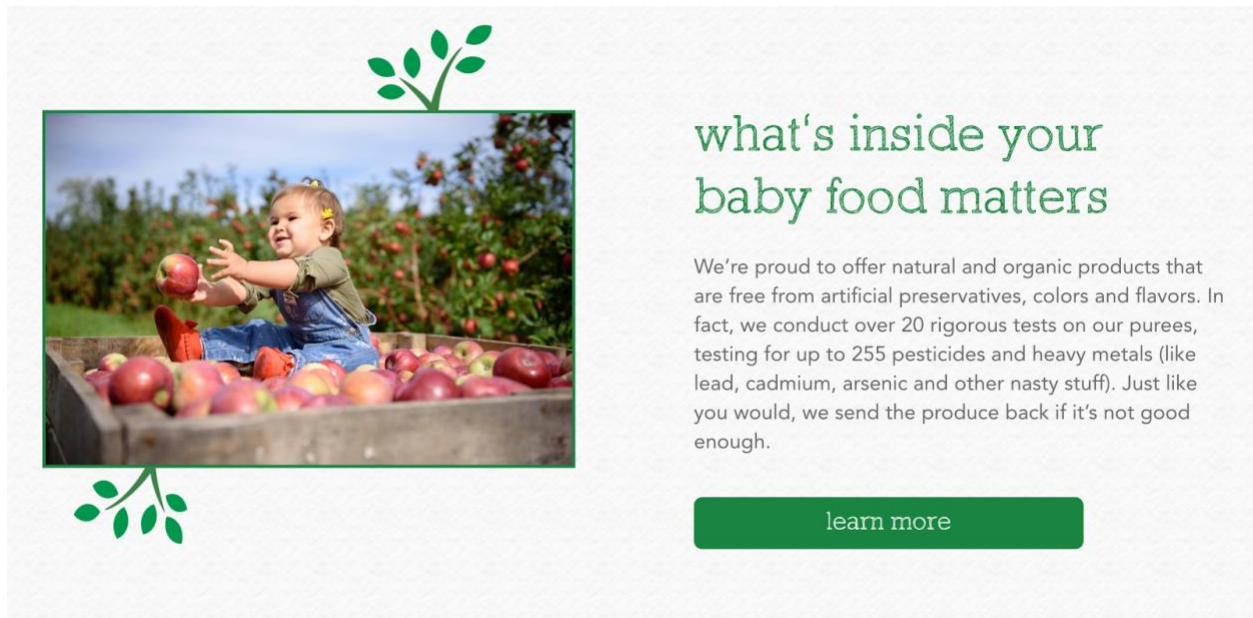 what's inside your
baby food matters
We're proud to offer natural and organic products that
are free from artificial preservatives, colors and flavors. In
fact, we conduct over 20 rigorous tests on our purees,
testing for up to 255 pesticides and heavy metals (like
lead, cadmium, arsenic and other nasty stuff). Just like
you would, we send the produce back if it's not good
enough.
learn more